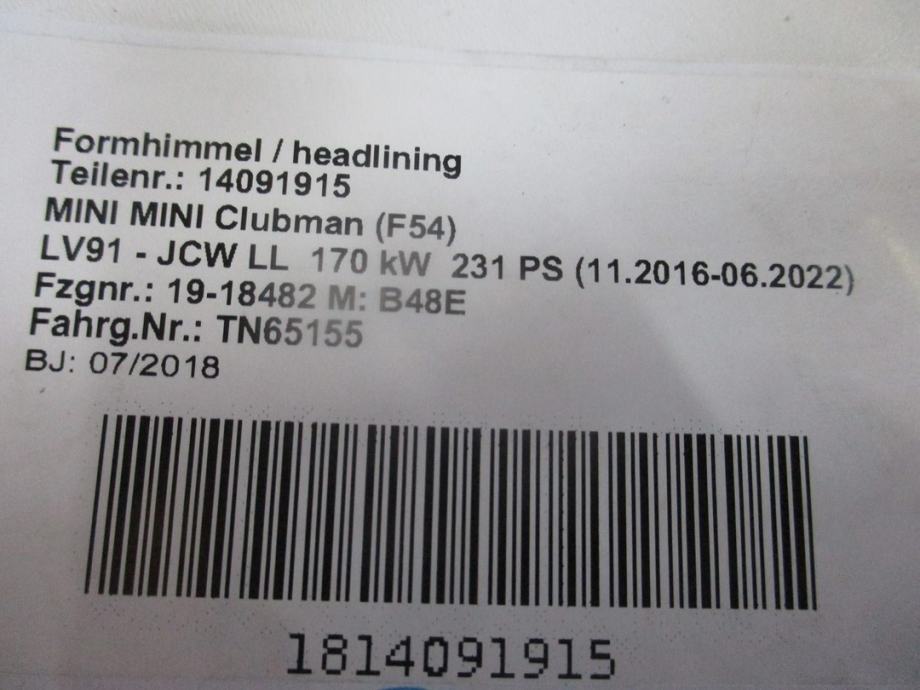 Formhimmel / headlining
Teilenr.: 14091915
MINI MINI Clubman (F54)
LV91 - JCW LL 170 kW 231 PS (11.2016-06.2022)
Fzgnr.: 19-18482 M: B48E
Fahrg.Nr.: TN65155
BJ: 07/2018
1814091915